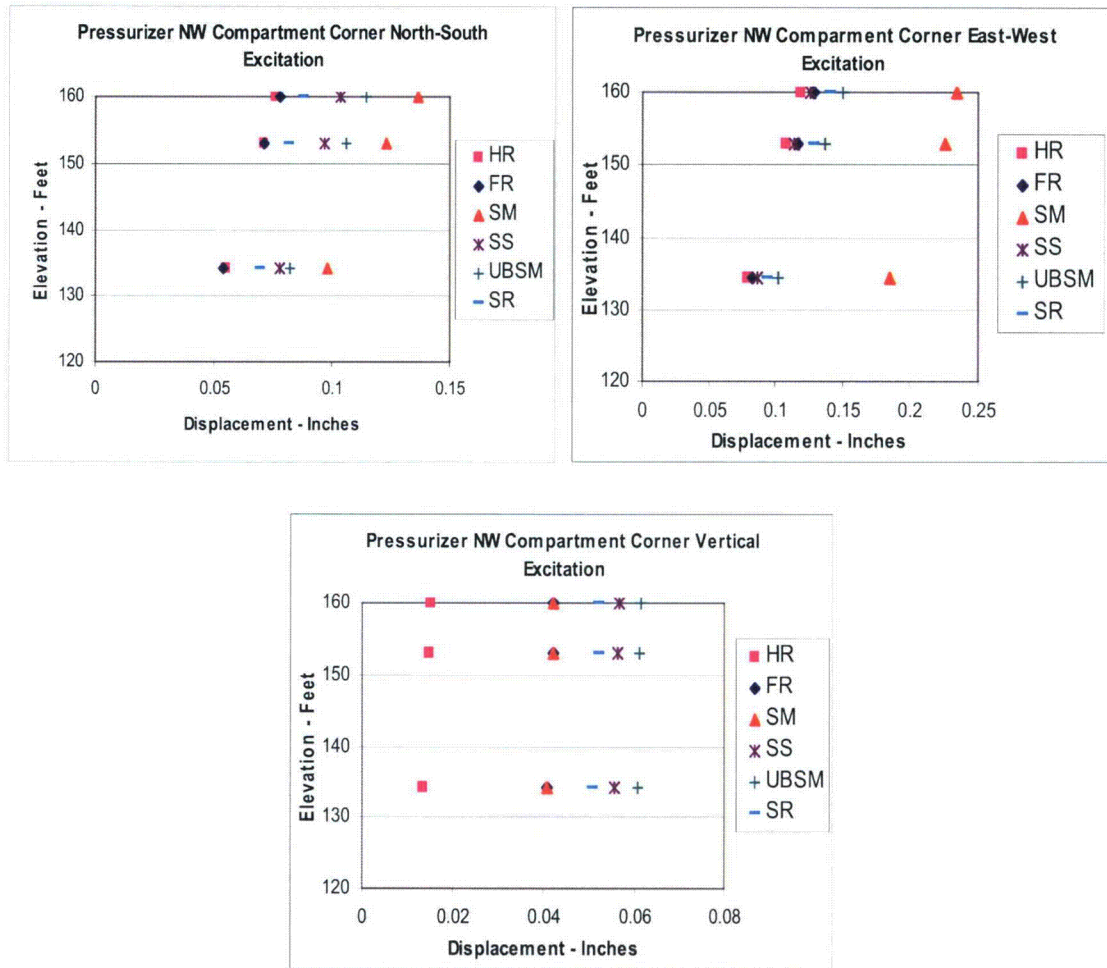 Pressurizer NW Compartment Corner North-South
Excitation
160
150
140
130
120
Elevation - Feet
0 0.05 0.1 0.15
Displacement - Inches
HR
FR
SM
SS
UBSM
SR
Pressurizer NW Comparment Corner East-West
Excitation
160
150
140
130
120
Elevation - Feet
0 0.05 0.1 0.15 0.2 0.25
Displacement - Inches
HR
FR
SM
SS
UBSM
SR
Pressurizer NW Compartment Corner Vertical
Excitation
160
150
140
130
120
Elevation - Feet
0 0.02 0.04 0.06 0.08
Displacement - Inches
HR
FR
SM
SS
UBSM
SR